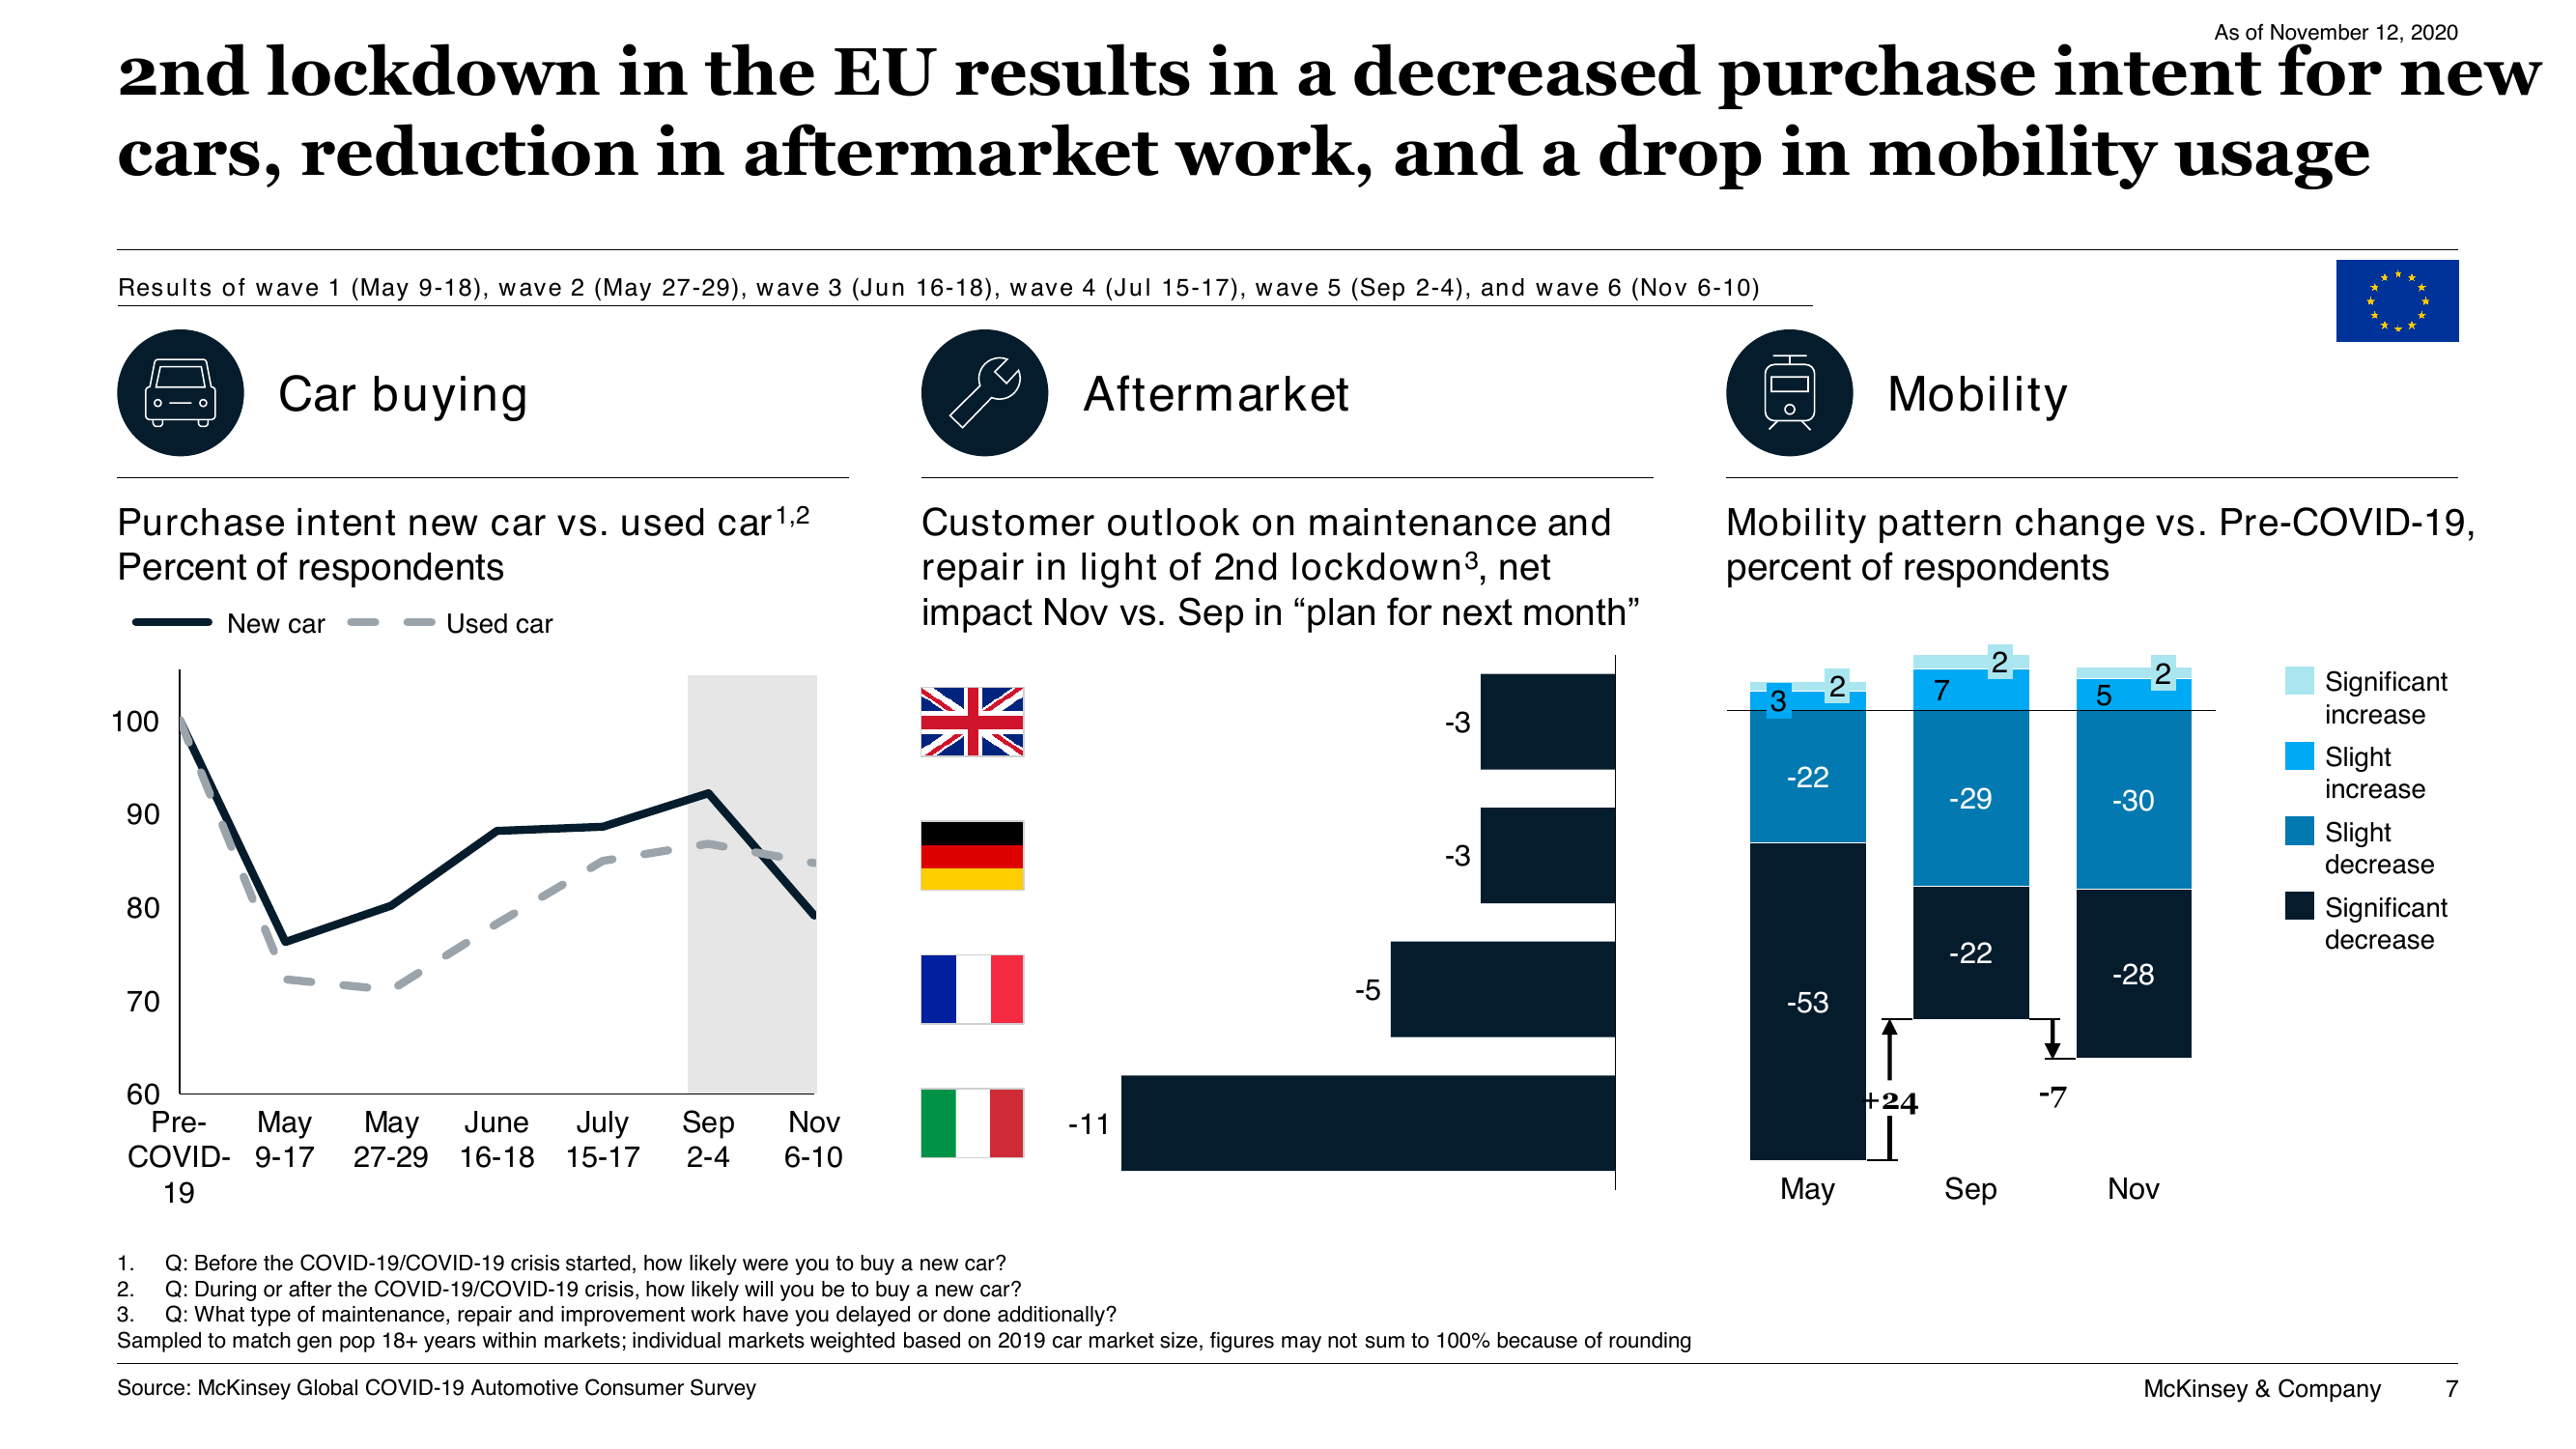 As of November 12, 2020
2nd lockdown in the EU results in a decreased purchase intent for new
cars, reduction in aftermarket work, and a drop in mobility usage
Results of wave 1 (May 9-18), wave 2 (May 27-29), wave 3 (Jun 16-18), wave 4 (Jul 15-17), wave 5 (Sep 2-4), and wave 6 (Nov 6-10)
Car buying
Purchase intent new car vs. used car1,2
Percent of respondents
New car
Used car
100
90
80
70
60
Pre-
COVID-
19
May
9-17
May
27-29
June
16-18
July
15-17
Sep
2-4
Nov
6-10
Aftermarket
Customer outlook on maintenance and
repair in light of 2nd lockdown3, net
impact Nov vs. Sep in “plan for next month”
-3
-3
-5
-11
Mobility
Mobility pattern change vs. Pre-COVID-19,
percent of respondents
3
2
-22
-53
7
2
-29
-22
5
2
-30
-28
+24
-7
May
Sep
Nov
Significant
increase
Slight
increase
Slight
decrease
Significant
decrease
1. Q: Before the COVID-19/COVID-19 crisis started, how likely were you to buy a new car?
2. Q: During or after the COVID-19/COVID-19 crisis, how likely will you be to buy a new car?
3. Q: What type of maintenance, repair and improvement work have you delayed or done additionally?
Sampled to match gen pop 18+ years within markets; individual markets weighted based on 2019 car market size, figures may not sum to 100% because of rounding
Source: McKinsey Global COVID-19 Automotive Consumer Survey
McKinsey & Company 7